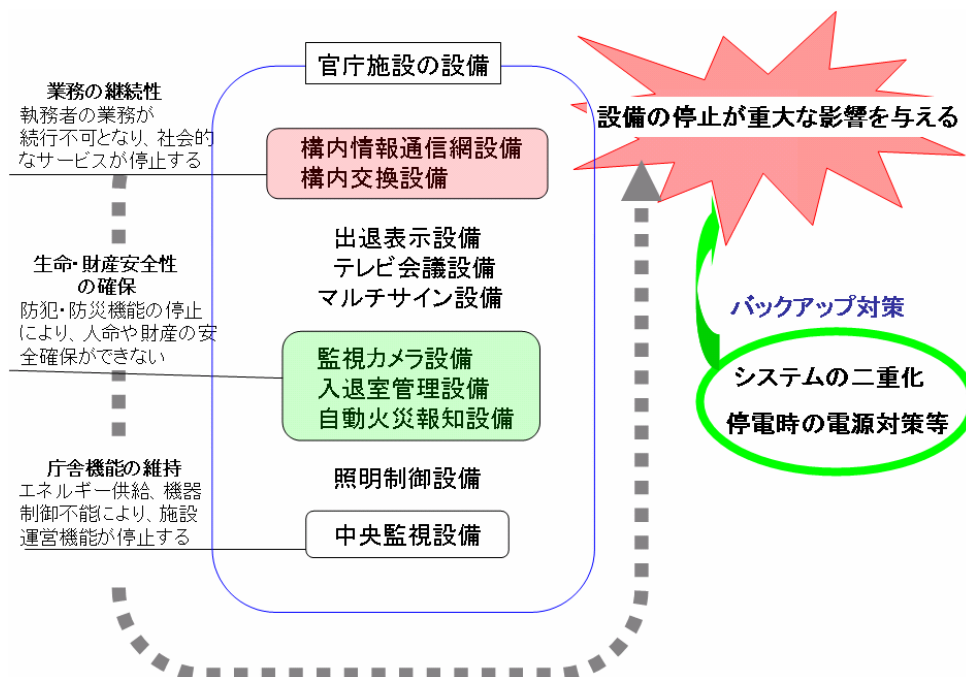 官庁施設の設備
業務の継続性
執務者の業務が
続行不可となり、社会的
なサービスが停止する
生命・財産安全性
の確保
防犯・防災機能の停止
により、人命や財産の安
全確保ができない
庁舎機能の維持
エネルギー供給、機器
制御不能により、施設
運営機能が停止する
構内情報通信網設備
構内交換設備
出退表示設備
テレビ会議設備
マルチサイン設備
監視カメラ設備
入退室管理設備
自動火災報知設備
照明制御設備
中央監視設備
設備の停止が重大な影響を与える
バックアップ対策
システムの二重化
停電時の電源対策等